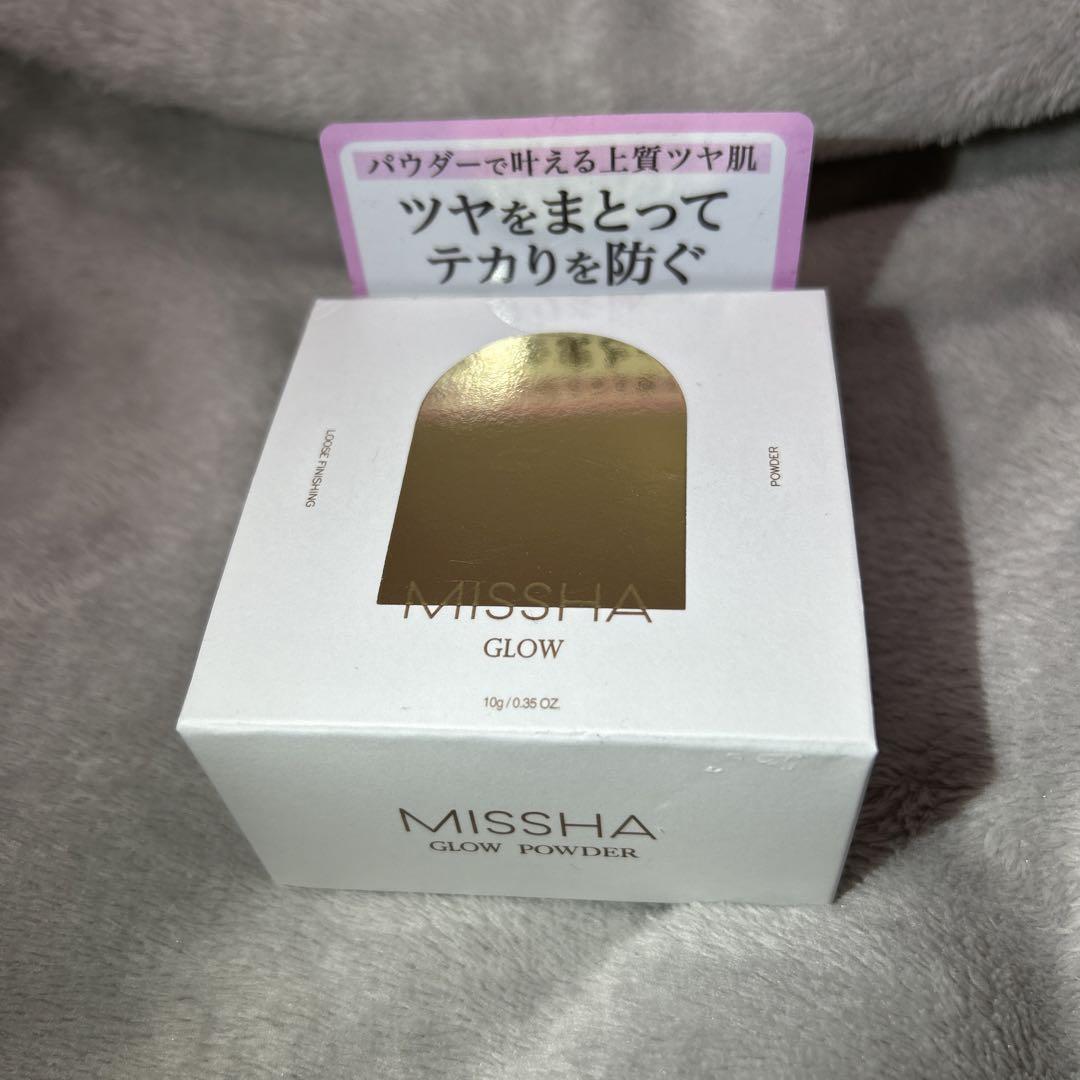 パウダーで叶える上質ツヤ肌
ツヤをまとって
テカりを防ぐ
LOOSE FINISHING
POWDER
MISSHA
GLOW
10g / 0.35 OZ.
MISSHA
GLOW POWDER